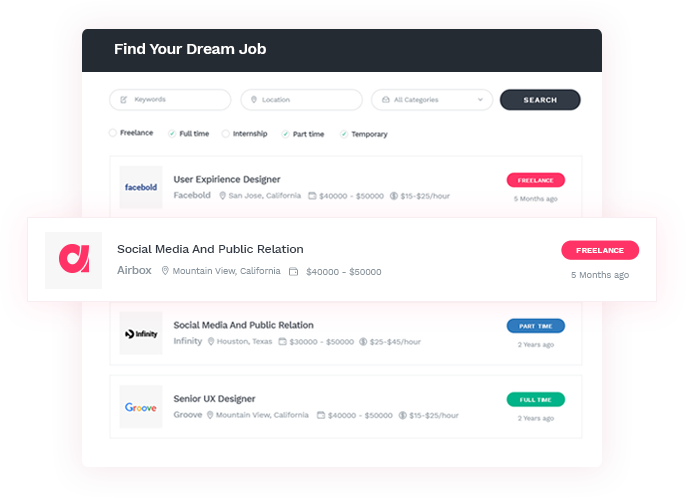 Find Your Dream Job
Keywords Location All Categories SEARCH
Freelance Full time Internship Part time Temporary
facebold User Expirience Designer FREELANCE
Facebold San Jose, California $40000 - $50000 $15-$25/hour 5 Months ago
Social Media And Public Relation FREELANCE
Airbox Mountain View, California $40000 - $50000 5 Months ago
Infinity Social Media And Public Relation PART TIME
Infinity Houston, Texas $30000 - $50000 $25-$45/hour 2 Years ago
Groove Senior UX Designer FULL TIME
Groove Mountain View, California $40000 - $50000 $15-$25/hour 2 Years ago